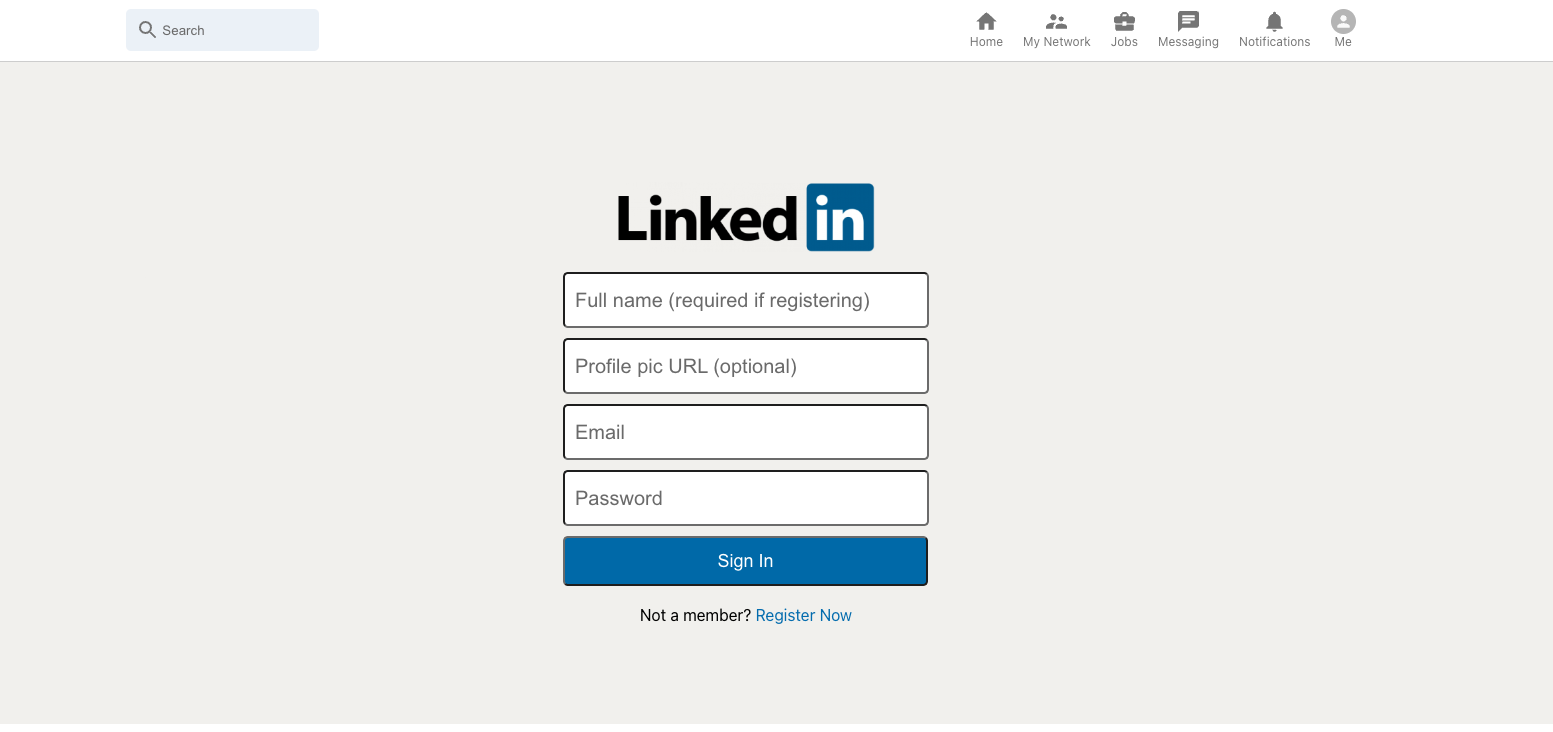 Search
Home
My Network
Jobs
Messaging
Notifications
Me
Linked in
Full name (required if registering)
Profile pic URL (optional)
Email
Password
Sign In
Not a member? Register Now